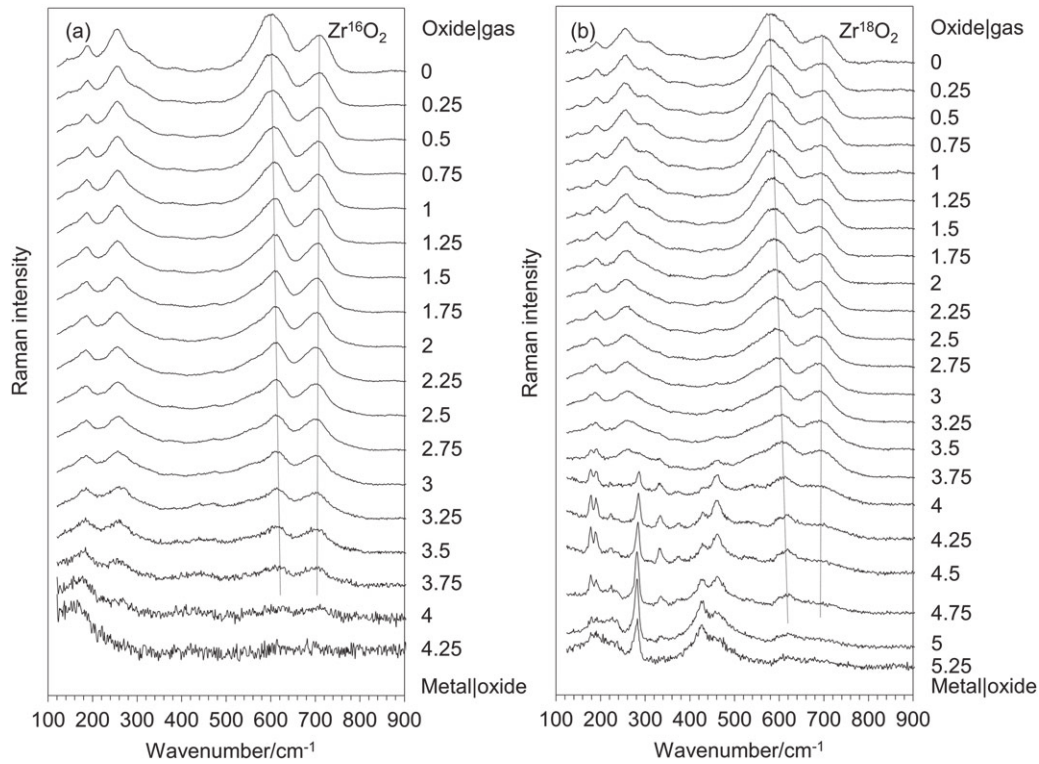 (a)
Zr¹⁶O₂
Oxide|gas
0
0.25
0.5
0.75
1
1.25
1.5
1.75
2
2.25
2.5
2.75
3
3.25
3.5
3.75
4
4.25
Metal|oxide
Raman intensity
100 200 300 400 500 600 700 800 900
Wavenumber/cm⁻¹
(b)
Zr¹⁸O₂
Oxide|gas
0
0.25
0.5
0.75
1
1.25
1.5
1.75
2
2.25
2.5
2.75
3
3.25
3.5
3.75
4
4.25
4.5
4.75
5
5.25
Metal|oxide
Raman intensity
100 200 300 400 500 600 700 800 900
Wavenumber/cm⁻¹